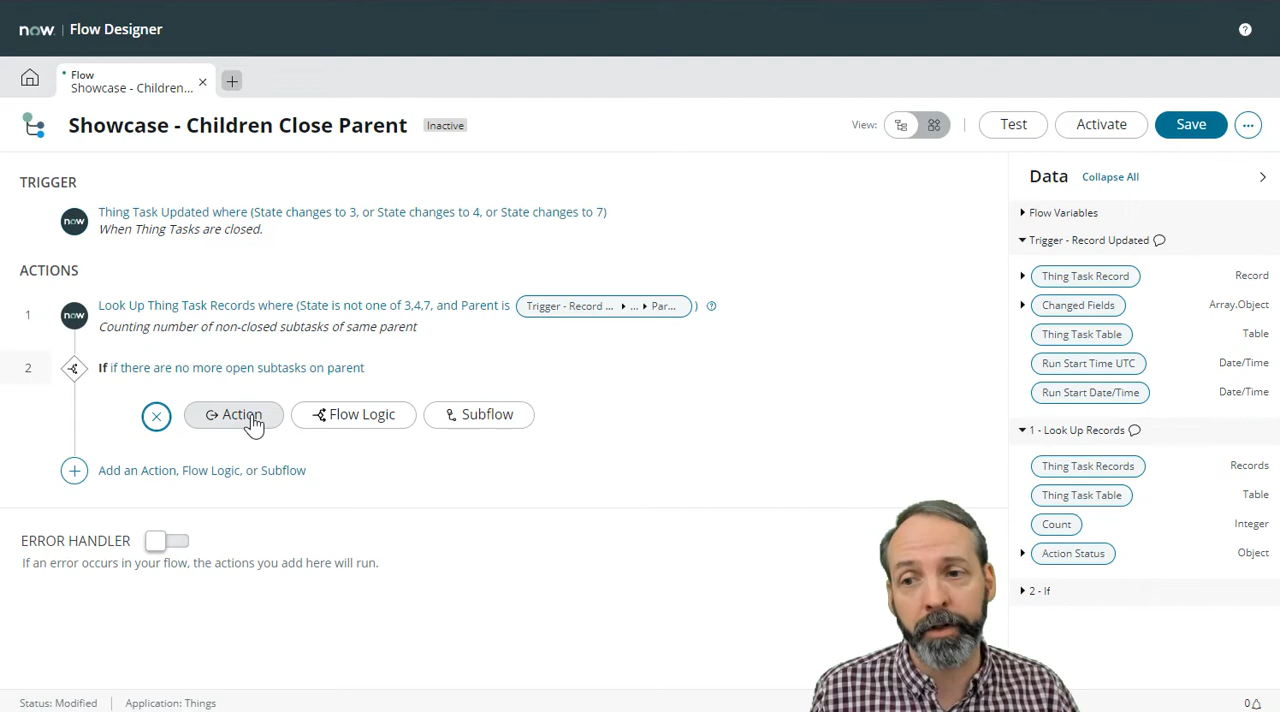 now. | Flow Designer
Flow
Showcase - Children...
Showcase - Children Close Parent
Inactive
View:
Test
Activate
Save
TRIGGER
now
Thing Task Updated where (State changes to 3, or State changes to 4, or State changes to 7)
When Thing Tasks are closed.
ACTIONS
1
now
Look Up Thing Task Records where (State is not one of 3,4,7, and Parent is Trigger - Record ... ▸ ... ▸ Par... )
Counting number of non-closed subtasks of same parent
2
If if there are no more open subtasks on parent
Action
Flow Logic
Subflow
Add an Action, Flow Logic, or Subflow
ERROR HANDLER
If an error occurs in your flow, the actions you add here will run.
Data
Collapse All
Flow Variables
Trigger - Record Updated
Thing Task Record Record
Changed Fields Array.Object
Thing Task Table Table
Run Start Time UTC Date/Time
Run Start Date/Time Date/Time
1 - Look Up Records
Thing Task Records Records
Thing Task Table Table
Count Integer
Action Status Object
2 - If
Status: Modified | Application: Things
0